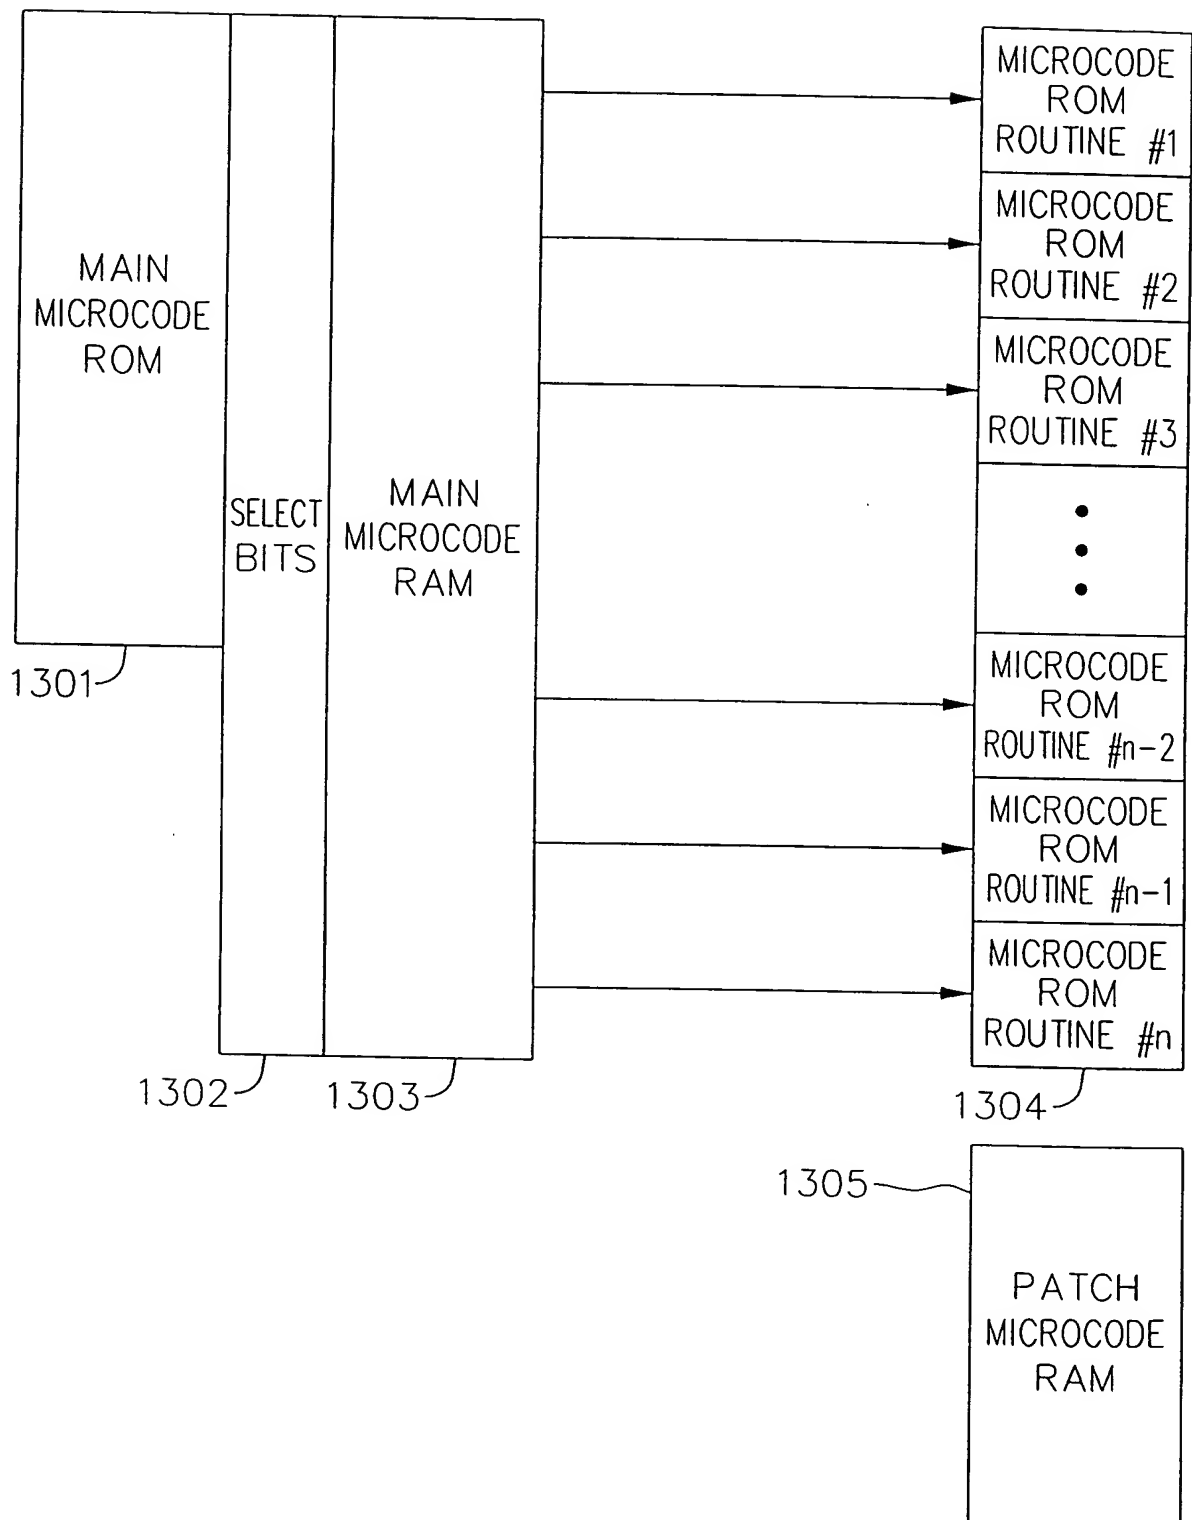 MAIN
MICROCODE
ROM
1301
SELECT
BITS
1302
MAIN
MICROCODE
RAM
1303
MICROCODE
ROM
ROUTINE #1
MICROCODE
ROM
ROUTINE #2
MICROCODE
ROM
ROUTINE #3
MICROCODE
ROM
ROUTINE #n-2
MICROCODE
ROM
ROUTINE #n-1
MICROCODE
ROM
ROUTINE #n
1304
1305
PATCH
MICROCODE
RAM